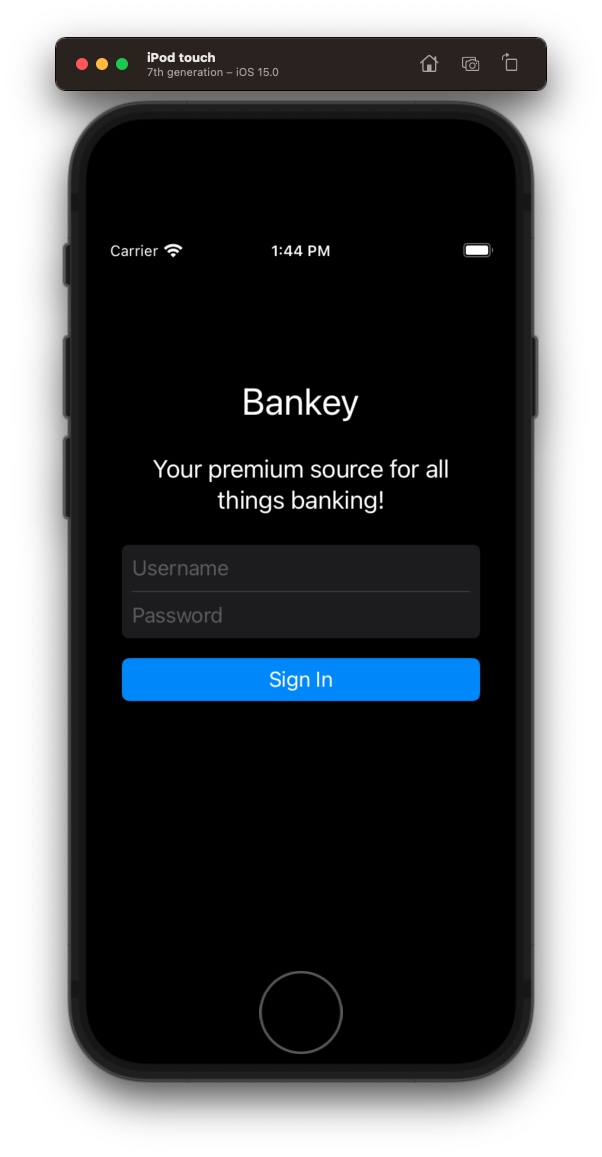 iPod touch
7th generation – iOS 15.0
Carrier 1:44 PM
Bankey
Your premium source for all
things banking!
Username
Password
Sign In